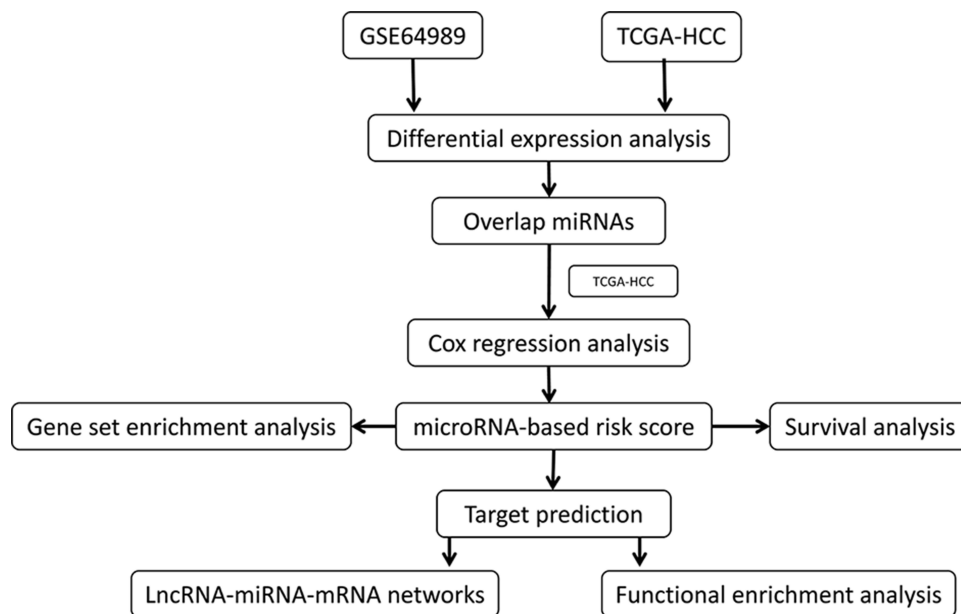 GSE64989
TCGA-HCC
Differential expression analysis
Overlap miRNAs
TCGA-HCC
Cox regression analysis
Gene set enrichment analysis
microRNA-based risk score
Survival analysis
Target prediction
LncRNA-miRNA-mRNA networks
Functional enrichment analysis